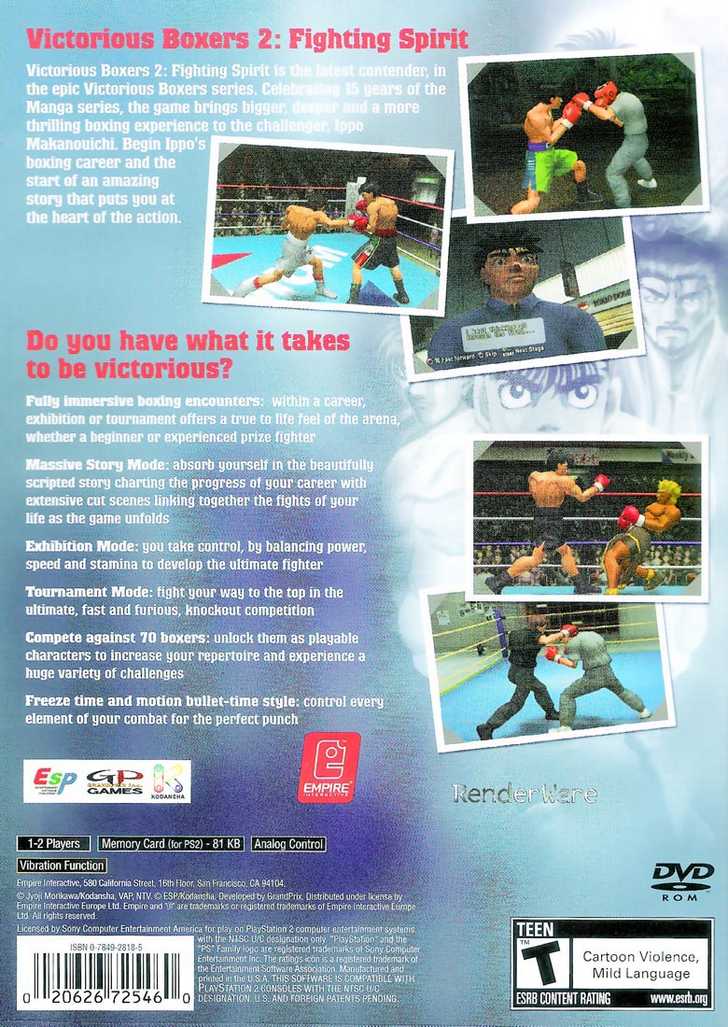 Victorious Boxers 2: Fighting Spirit
Victorious Boxers 2: Fighting Spirit is the latest contender, in
the epic Victorious Boxers series. Celebrating 15 years of the
Manga series, the game brings bigger, deeper and a more
thrilling boxing experience to the challenger, Ippo
Makanouichi. Begin Ippo's
boxing career and the
start of an amazing
story that puts you at
the heart of the action.
Do you have what it takes
to be victorious?
Fully immersive boxing encounters: within a career,
exhibition or tournament offers a true to life feel of the arena,
whether a beginner or experienced prize fighter
Massive Story Mode: absorb yourself in the beautifully
scripted story charting the progress of your career with
extensive cut scenes linking together the fights of your
life as the game unfolds
Exhibition Mode: you take control, by balancing power,
speed and stamina to develop the ultimate fighter
Tournament Mode: fight your way to the top in the
ultimate, fast and furious, knockout competition
Compete against 70 boxers: unlock them as playable
characters to increase your repertoire and experience a
huge variety of challenges
Freeze time and motion bullet-time style: control every
element of your combat for the perfect punch
Fast forward Skip Next Stage
Esp
GP
GAMES
KODANSHA
EMPIRE
INTERACTIVE
RenderWare
1-2 Players Memory Card (for PS2) - 81 KB Analog Control
Vibration Function
Empire Interactive, 580 California Street, 16th Floor, San Francisco, CA 94104.
© Jyoji Morikawa/Kodansha, VAP, NTV. © ESP/Kodansha. Developed by GrandPrix. Distributed under license by
Empire Interactive Europe Ltd. Empire and "" are trademarks or registered trademarks of Empire Interactive Europe
Ltd. All rights reserved.
Licensed by Sony Computer Entertainment America for play on PlayStation 2 computer entertainment systems
with the NTSC U/C designation only. "PlayStation" and the
"PS" Family logo are registered trademarks of Sony Computer
Entertainment Inc. The ratings icon is a registered trademark of
the Entertainment Software Association. Manufactured and
printed in the U.S.A. THIS SOFTWARE IS COMPATIBLE WITH
PLAYSTATION 2 CONSOLES WITH THE NTSC U/C
DESIGNATION. U.S. AND FOREIGN PATENTS PENDING.
ISBN 0-7849-2818-5
0 20626 72546 0
DVD
ROM
TEEN
T
TM
Cartoon Violence,
Mild Language
ESRB CONTENT RATING www.esrb.org